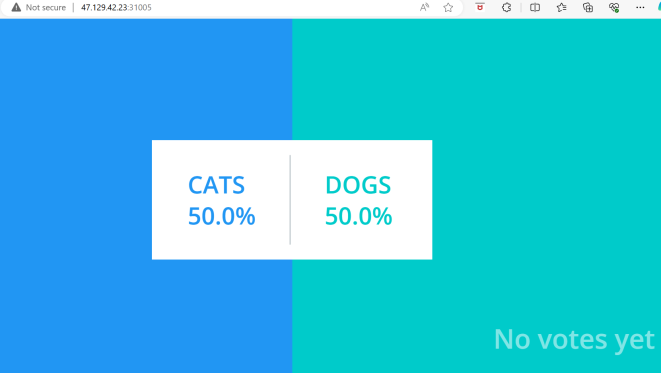 Not secure | 47.129.42.23:31005
CATS
50.0%
DOGS
50.0%
No votes yet